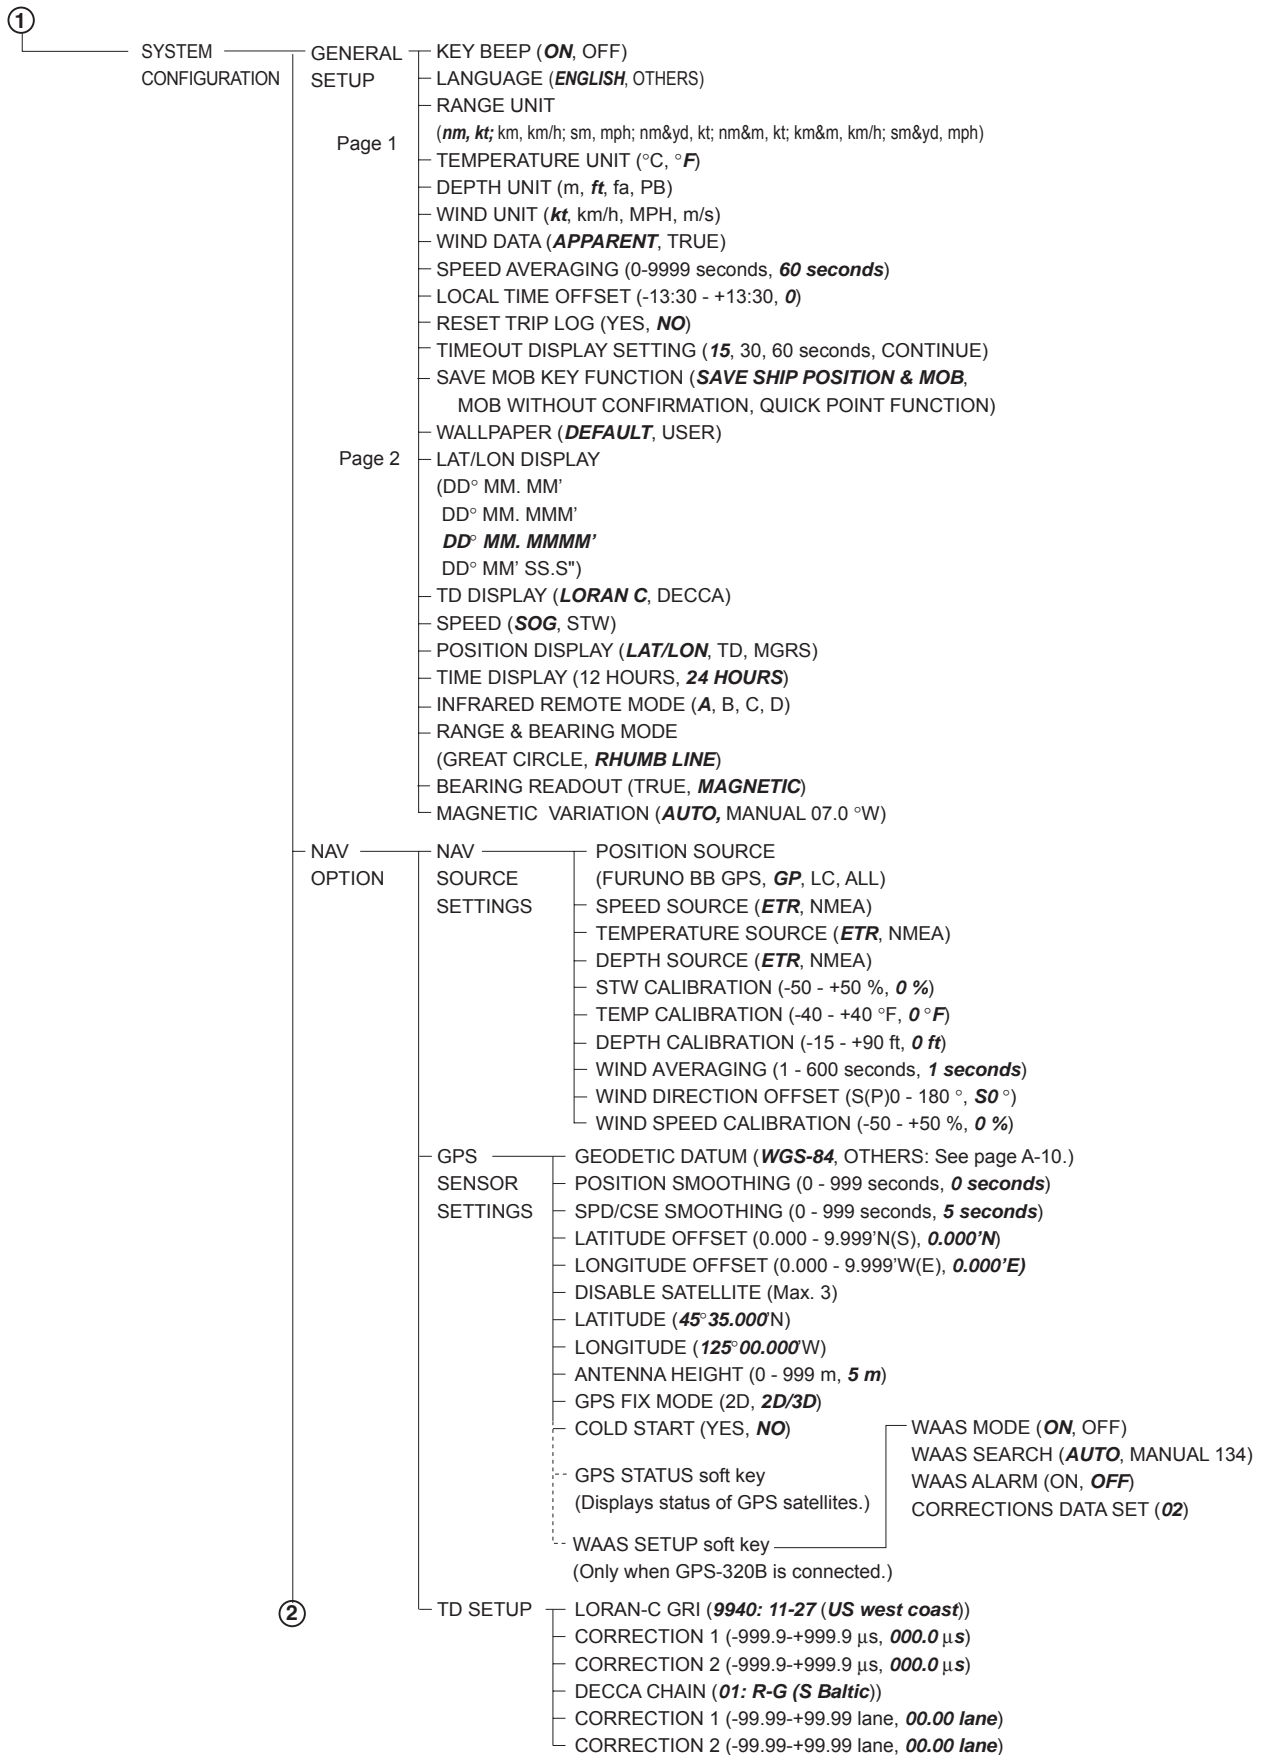 ①
SYSTEM CONFIGURATION
GENERAL SETUP
Page 1
KEY BEEP (ON, OFF)
LANGUAGE (ENGLISH, OTHERS)
RANGE UNIT
(nm, kt; km, km/h; sm, mph; nm&yd, kt; nm&m, kt; km&m, km/h; sm&yd, mph)
TEMPERATURE UNIT (°C, °F)
DEPTH UNIT (m, ft, fa, PB)
WIND UNIT (kt, km/h, MPH, m/s)
WIND DATA (APPARENT, TRUE)
SPEED AVERAGING (0-9999 seconds, 60 seconds)
LOCAL TIME OFFSET (-13:30 - +13:30, 0)
RESET TRIP LOG (YES, NO)
TIMEOUT DISPLAY SETTING (15, 30, 60 seconds, CONTINUE)
SAVE MOB KEY FUNCTION (SAVE SHIP POSITION & MOB,
MOB WITHOUT CONFIRMATION, QUICK POINT FUNCTION)
WALLPAPER (DEFAULT, USER)
Page 2
LAT/LON DISPLAY
(DD° MM. MM'
DD° MM. MMM'
DD° MM. MMMM'
DD° MM' SS.S")
TD DISPLAY (LORAN C, DECCA)
SPEED (SOG, STW)
POSITION DISPLAY (LAT/LON, TD, MGRS)
TIME DISPLAY (12 HOURS, 24 HOURS)
INFRARED REMOTE MODE (A, B, C, D)
RANGE & BEARING MODE
(GREAT CIRCLE, RHUMB LINE)
BEARING READOUT (TRUE, MAGNETIC)
MAGNETIC VARIATION (AUTO, MANUAL 07.0 °W)
NAV OPTION
NAV SOURCE SETTINGS
POSITION SOURCE
(FURUNO BB GPS, GP, LC, ALL)
SPEED SOURCE (ETR, NMEA)
TEMPERATURE SOURCE (ETR, NMEA)
DEPTH SOURCE (ETR, NMEA)
STW CALIBRATION (-50 - +50 %, 0 %)
TEMP CALIBRATION (-40 - +40 °F, 0 °F)
DEPTH CALIBRATION (-15 - +90 ft, 0 ft)
WIND AVERAGING (1 - 600 seconds, 1 seconds)
WIND DIRECTION OFFSET (S(P)0 - 180 °, S0 °)
WIND SPEED CALIBRATION (-50 - +50 %, 0 %)
GPS SENSOR SETTINGS
GEODETIC DATUM (WGS-84, OTHERS: See page A-10.)
POSITION SMOOTHING (0 - 999 seconds, 0 seconds)
SPD/CSE SMOOTHING (0 - 999 seconds, 5 seconds)
LATITUDE OFFSET (0.000 - 9.999'N(S), 0.000'N)
LONGITUDE OFFSET (0.000 - 9.999'W(E), 0.000'E)
DISABLE SATELLITE (Max. 3)
LATITUDE (45°35.000'N)
LONGITUDE (125°00.000'W)
ANTENNA HEIGHT (0 - 999 m, 5 m)
GPS FIX MODE (2D, 2D/3D)
COLD START (YES, NO)
GPS STATUS soft key
(Displays status of GPS satellites.)
WAAS SETUP soft key
(Only when GPS-320B is connected.)
WAAS MODE (ON, OFF)
WAAS SEARCH (AUTO, MANUAL 134)
WAAS ALARM (ON, OFF)
CORRECTIONS DATA SET (02)
②
TD SETUP
LORAN-C GRI (9940: 11-27 (US west coast))
CORRECTION 1 (-999.9-+999.9 µs, 000.0 µs)
CORRECTION 2 (-999.9-+999.9 µs, 000.0 µs)
DECCA CHAIN (01: R-G (S Baltic))
CORRECTION 1 (-99.99-+99.99 lane, 00.00 lane)
CORRECTION 2 (-99.99-+99.99 lane, 00.00 lane)